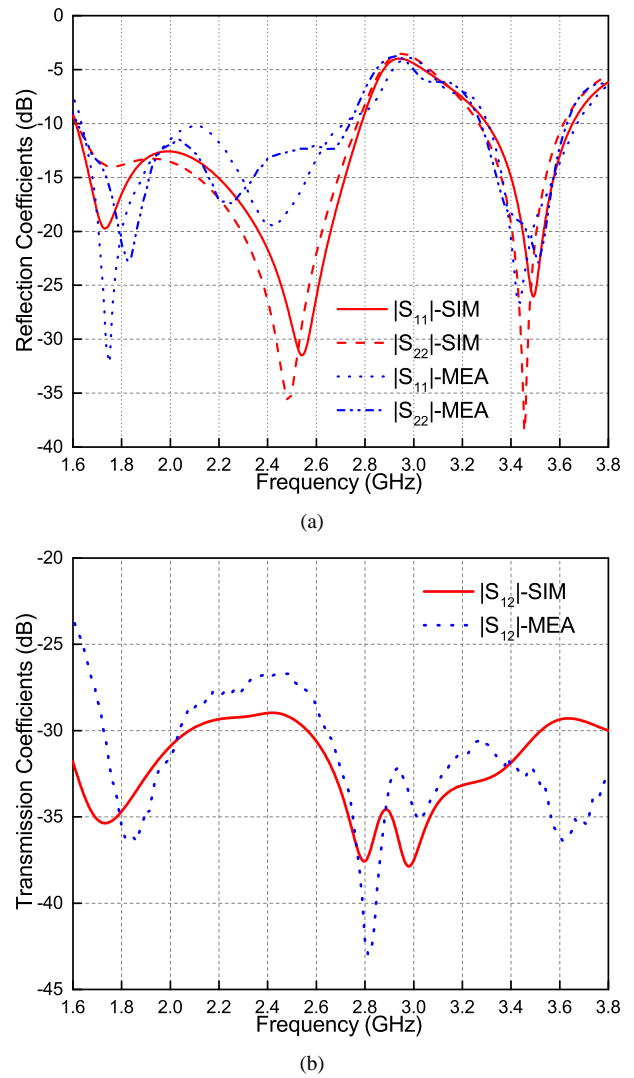 0
-5
-10
-15
-20
-25
-30
-35
-40
Reflection Coefficients (dB)
|S11|-SIM
|S22|-SIM
|S11|-MEA
|S22|-MEA
1.6 1.8 2.0 2.2 2.4 2.6 2.8 3.0 3.2 3.4 3.6 3.8
Frequency (GHz)
(a)
-20
-25
-30
-35
-40
-45
Transmission Coefficients (dB)
|S12|-SIM
|S12|-MEA
1.6 1.8 2.0 2.2 2.4 2.6 2.8 3.0 3.2 3.4 3.6 3.8
Frequency (GHz)
(b)